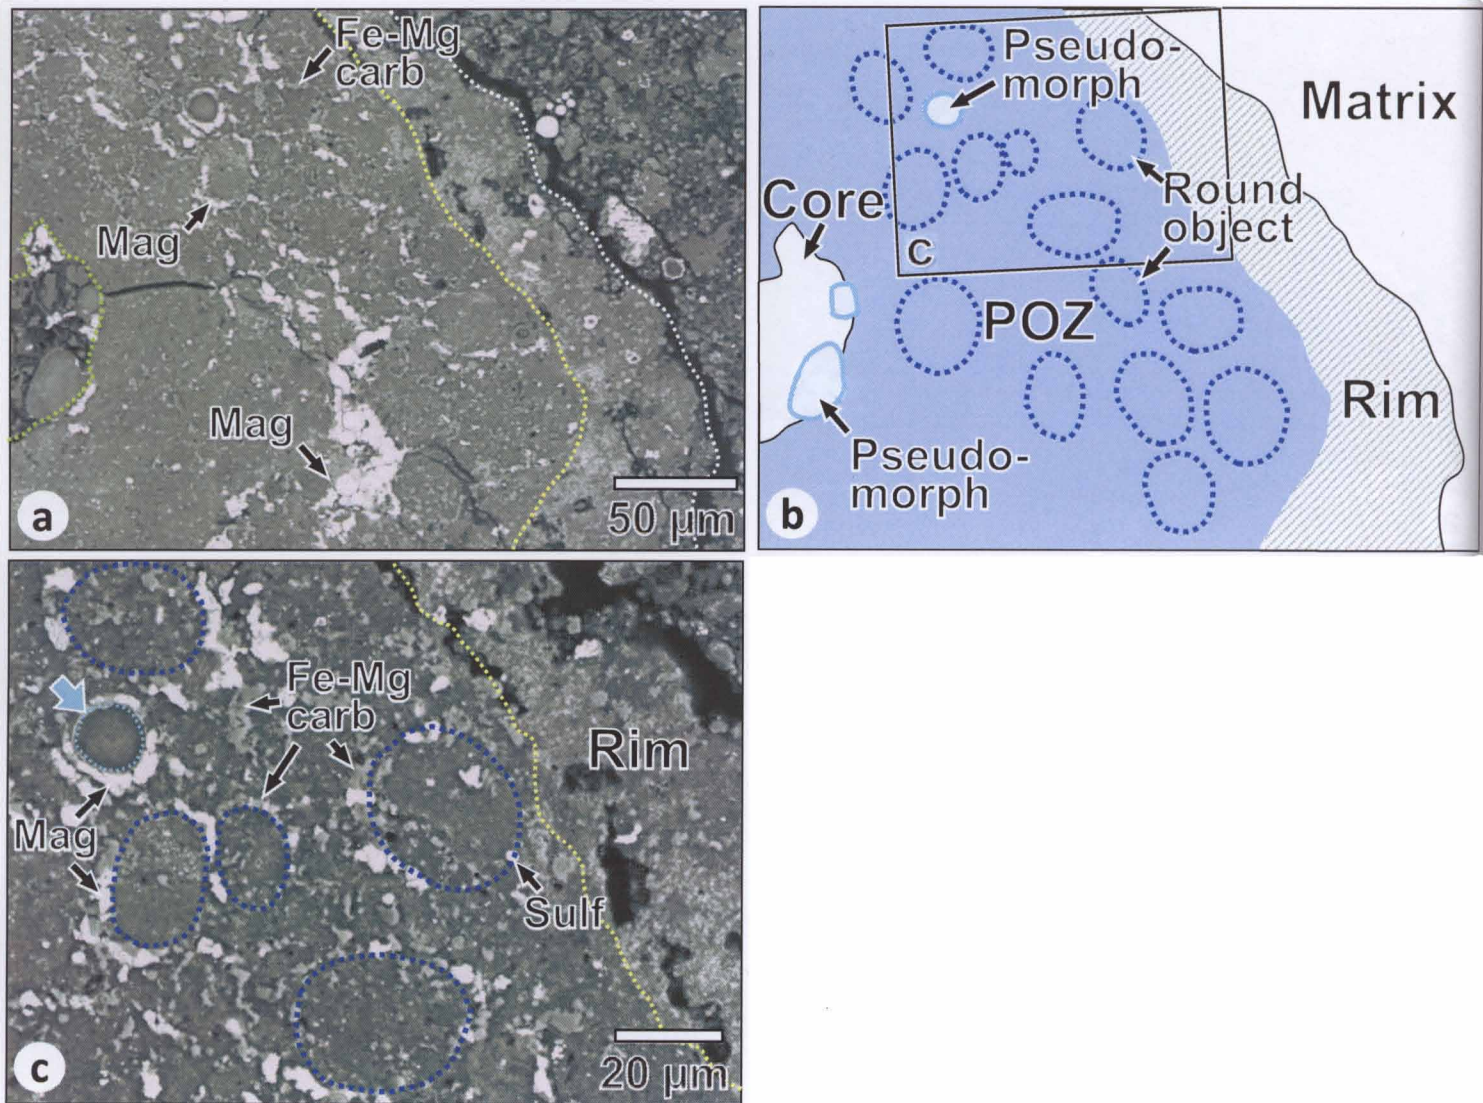 Fe-Mg
carb
Mag
Mag
50 µm
a
Pseudo-
morph
Matrix
Core
Round
object
C
POZ
Rim
Pseudo-
morph
b
Fe-Mg
carb
Rim
Mag
Sulf
20 µm
c